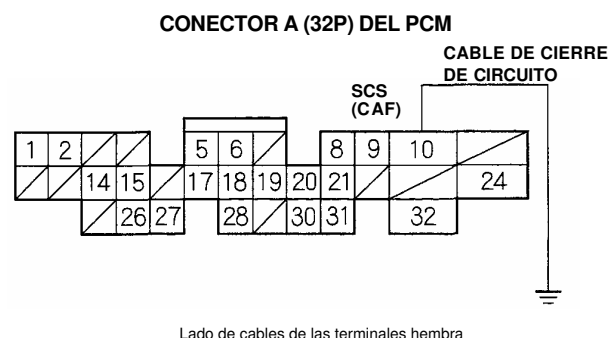 CONECTOR A (32P) DEL PCM
CABLE DE CIERRE
DE CIRCUITO
SCS
(CAF)
1 2 5 6 8 9 10
14 15 17 18 19 20 21 24
26 27 28 30 31 32
Lado de cables de las terminales hembra